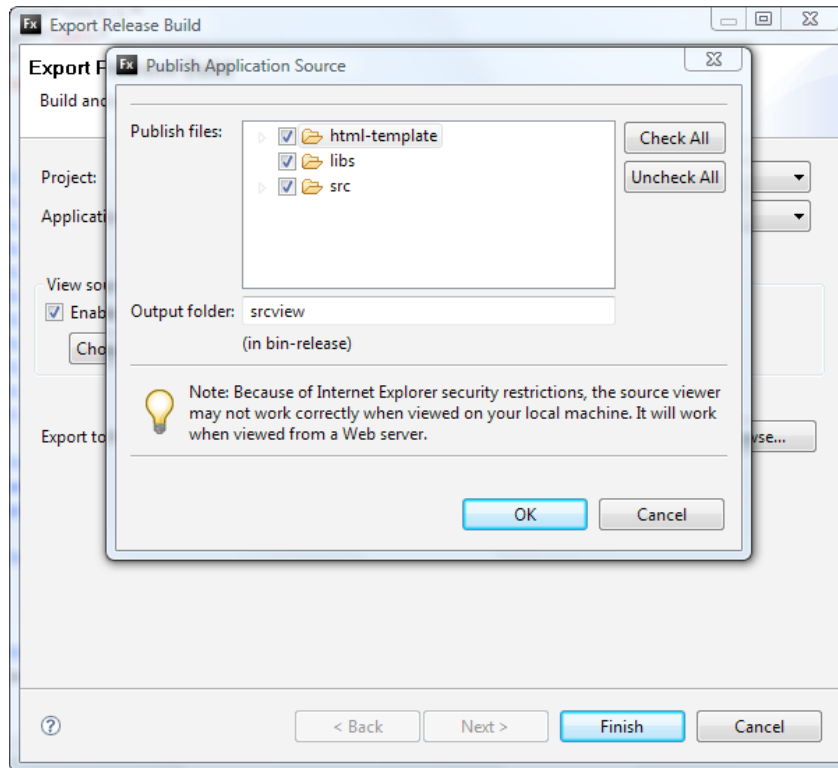 Fx Export Release Build
Export F
Fx Publish Application Source
Build and
Publish files:
html-template
libs
src
Check All
Uncheck All
Project:
Applicati
View sou
Enab
Cho
Output folder: srcview
(in bin-release)
Note: Because of Internet Explorer security restrictions, the source viewer
may not work correctly when viewed on your local machine. It will work
when viewed from a Web server.
Export to
wse...
OK Cancel
? < Back Next > Finish Cancel